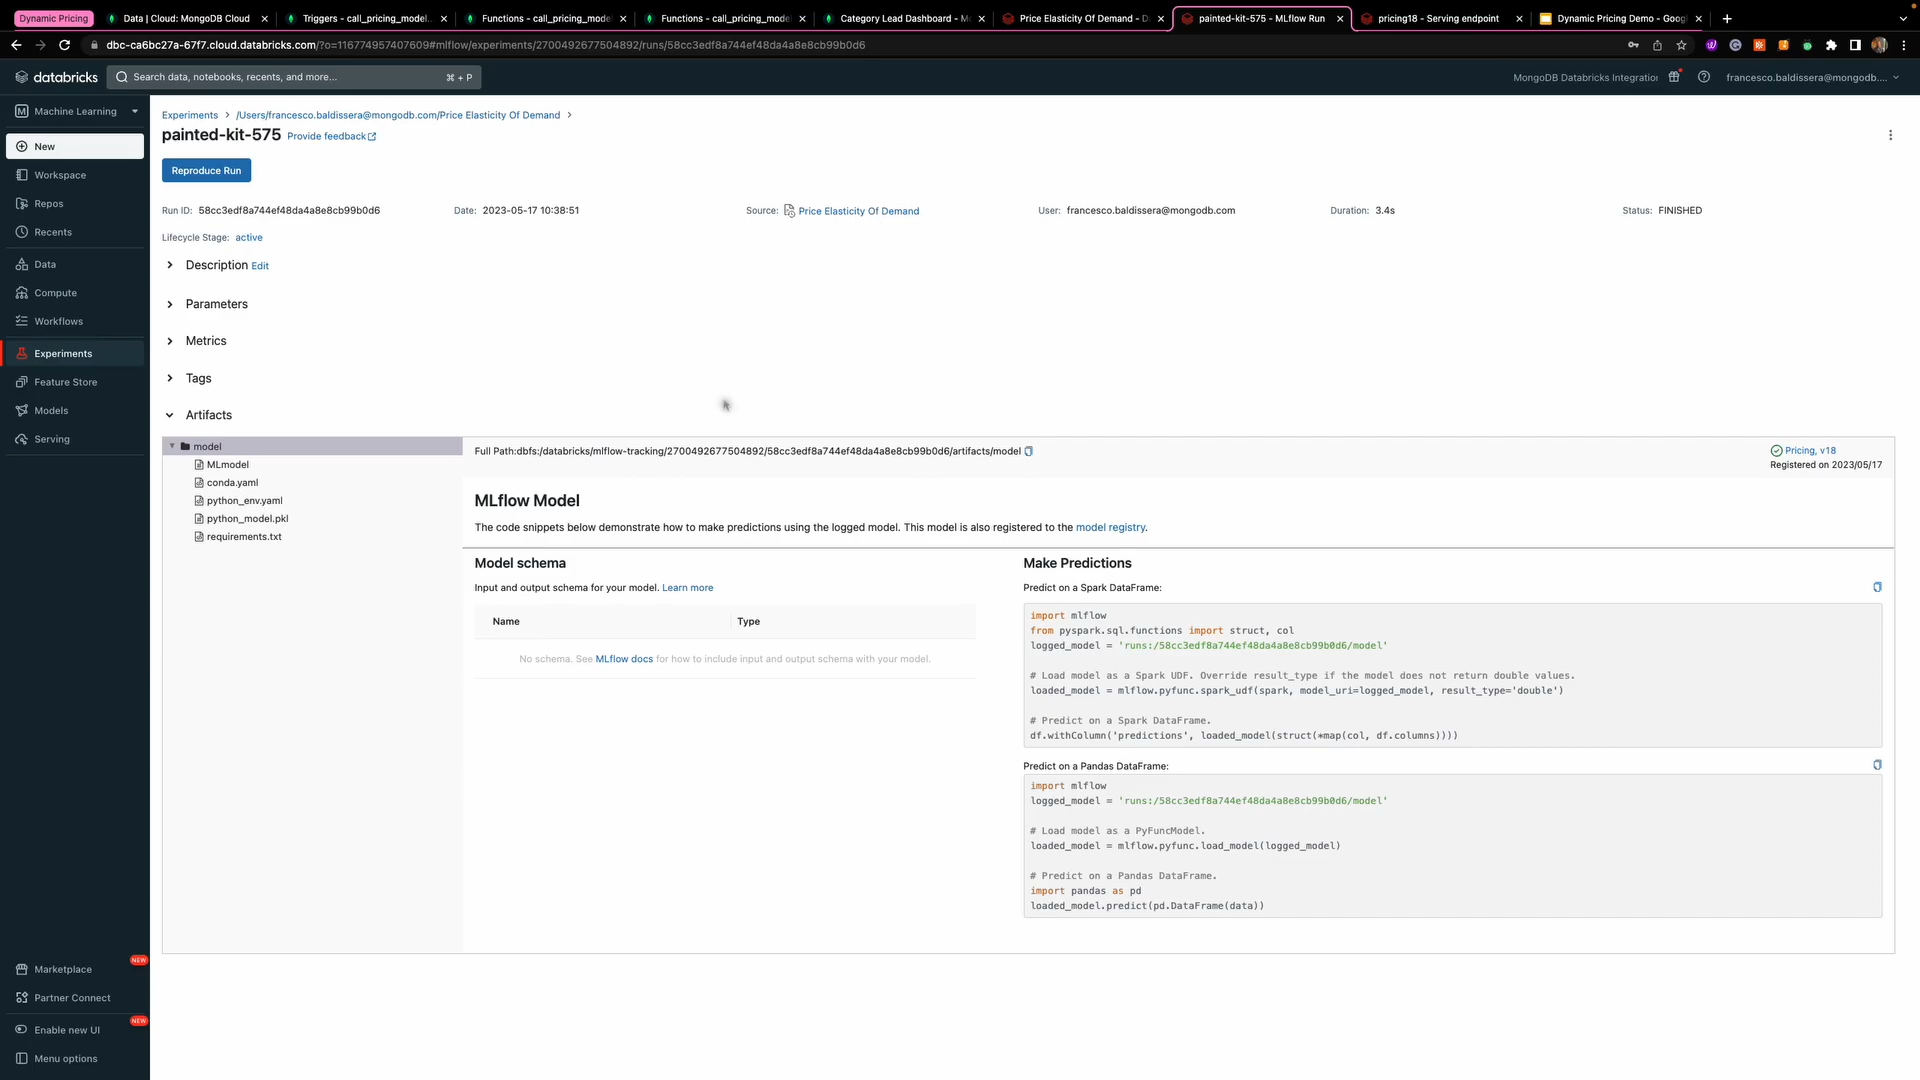 Dynamic Pricing
Data | Cloud: MongoDB Cloud
Triggers - call_pricing_model
Functions - call_pricing_mode
Functions - call_pricing_mode
Category Lead Dashboard - M
Price Elasticity Of Demand - D
painted-kit-575 - MLflow Run
pricing18 - Serving endpoint
Dynamic Pricing Demo - Goog
dbc-ca6bc27a-67f7.cloud.databricks.com/?o=116774957407609#mlflow/experiments/2700492677504892/runs/58cc3edf8a744ef48da4a8e8cb99b0d6
databricks
Search data, notebooks, recents, and more...
⌘ + P
MongoDB Databricks Integration
francesco.baldissera@mongodb....
Machine Learning
New
Workspace
Repos
Recents
Data
Compute
Workflows
Experiments
Feature Store
Models
Serving
Marketplace
NEW
Partner Connect
Enable new UI
NEW
Menu options
Experiments > /Users/francesco.baldissera@mongodb.com/Price Elasticity Of Demand >
painted-kit-575 Provide feedback
Reproduce Run
Run ID: 58cc3edf8a744ef48da4a8e8cb99b0d6
Date: 2023-05-17 10:38:51
Source: Price Elasticity Of Demand
User: francesco.baldissera@mongodb.com
Duration: 3.4s
Status: FINISHED
Lifecycle Stage: active
Description Edit
Parameters
Metrics
Tags
Artifacts
model
MLmodel
conda.yaml
python_env.yaml
python_model.pkl
requirements.txt
Full Path:dbfs:/databricks/mlflow-tracking/2700492677504892/58cc3edf8a744ef48da4a8e8cb99b0d6/artifacts/model
Pricing, v18
Registered on 2023/05/17
MLflow Model
The code snippets below demonstrate how to make predictions using the logged model. This model is also registered to the model registry.
Model schema
Input and output schema for your model. Learn more
Name
Type
No schema. See MLflow docs for how to include input and output schema with your model.
Make Predictions
Predict on a Spark DataFrame:
import mlflow
from pyspark.sql.functions import struct, col
logged_model = 'runs:/58cc3edf8a744ef48da4a8e8cb99b0d6/model'
# Load model as a Spark UDF. Override result_type if the model does not return double values.
loaded_model = mlflow.pyfunc.spark_udf(spark, model_uri=logged_model, result_type='double')
# Predict on a Spark DataFrame.
df.withColumn('predictions', loaded_model(struct(*map(col, df.columns))))
Predict on a Pandas DataFrame:
import mlflow
logged_model = 'runs:/58cc3edf8a744ef48da4a8e8cb99b0d6/model'
# Load model as a PyFuncModel.
loaded_model = mlflow.pyfunc.load_model(logged_model)
# Predict on a Pandas DataFrame.
import pandas as pd
loaded_model.predict(pd.DataFrame(data))